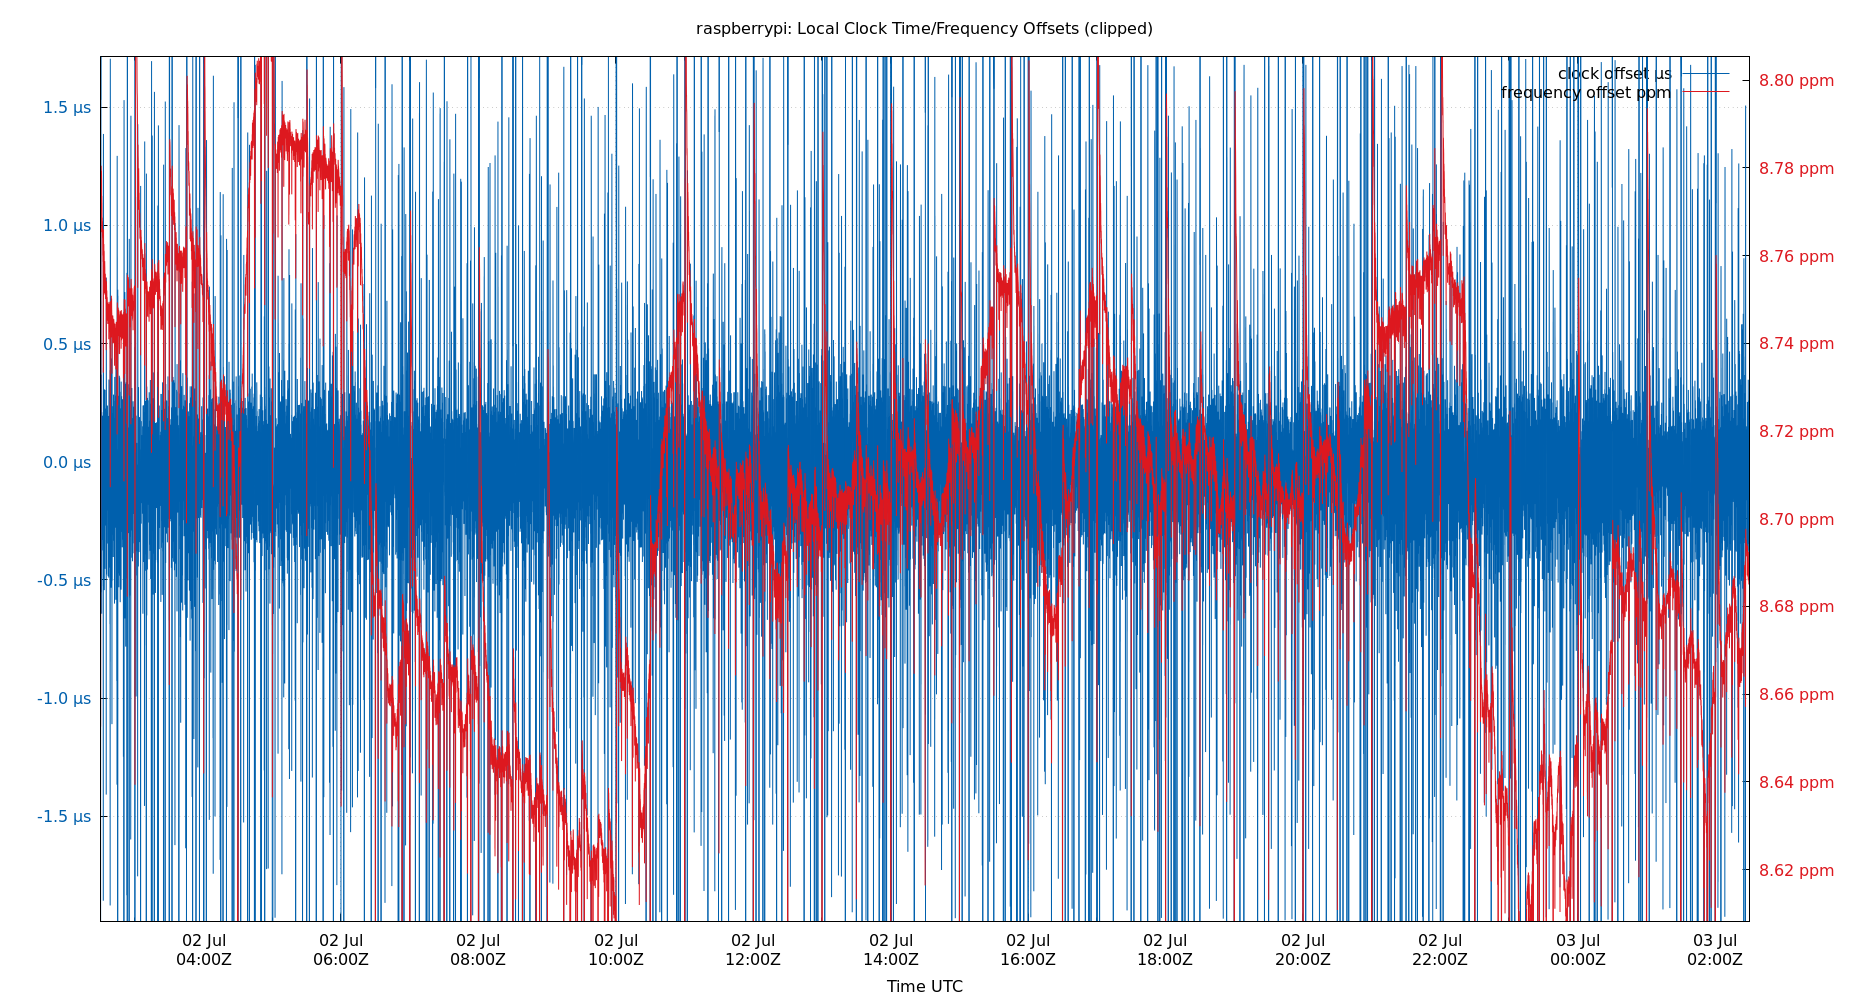 raspberrypi: Local Clock Time/Frequency Offsets (clipped)
clock offset µs
frequency offset ppm
1.5 µs
1.0 µs
0.5 µs
0.0 µs
-0.5 µs
-1.0 µs
-1.5 µs
8.80 ppm
8.78 ppm
8.76 ppm
8.74 ppm
8.72 ppm
8.70 ppm
8.68 ppm
8.66 ppm
8.64 ppm
8.62 ppm
02 Jul 02 Jul 02 Jul 02 Jul 02 Jul 02 Jul 02 Jul 02 Jul 02 Jul 02 Jul 03 Jul 03 Jul
04:00Z 06:00Z 08:00Z 10:00Z 12:00Z 14:00Z 16:00Z 18:00Z 20:00Z 22:00Z 00:00Z 02:00Z
Time UTC